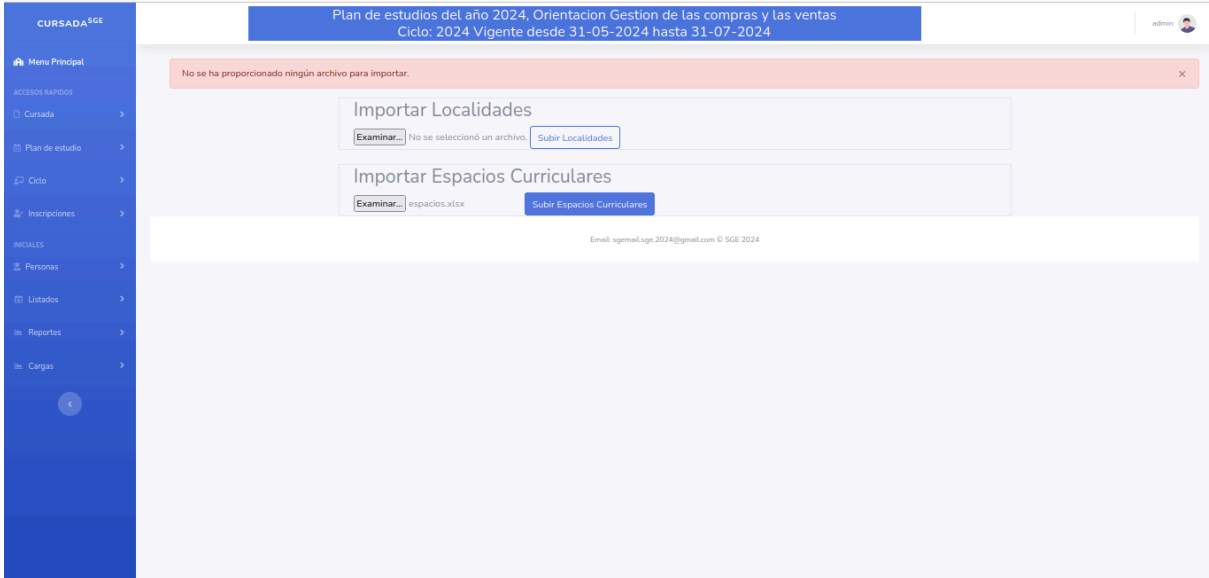 CURSADA SGE
Plan de estudios del año 2024, Orientacion Gestion de las compras y las ventas
Ciclo: 2024 Vigente desde 31-05-2024 hasta 31-07-2024
admin
Menu Principal
ACCESOS RAPIDOS
Cursada
Plan de estudio
Ciclo
Inscripciones
INICIALES
Personas
Listados
Reportes
Cargas
No se ha proporcionado ningún archivo para importar.
×
Importar Localidades
Examinar... No se seleccionó un archivo. Subir Localidades
Importar Espacios Curriculares
Examinar... espacios.xlsx Subir Espacios Curriculares
Email: sgemail.sge.2024@gmail.com © SGE 2024